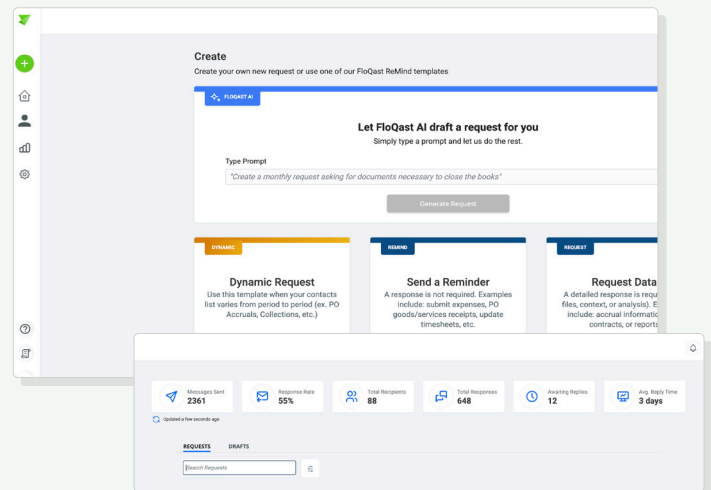 Create
Create your own new request or use one of our FloQast ReMind templates
FLOQAST AI
Let FloQast AI draft a request for you
Simply type a prompt and let us do the rest.
Type Prompt
"Create a monthly request asking for documents necessary to close the books"
Generate Request
DYNAMIC
Dynamic Request
Use this template when your contacts
list varies from period to period (ex. PO
Accruals, Collections, etc.)
REMIND
Send a Reminder
A response is not required. Examples
include: submit expenses, PO
goods/services receipts, update
timesheets, etc.
REQUEST
Request Data
A detailed response is requ
files, context, or analysis). E
include: accrual informatio
contracts, or reports
Messages Sent
2361
Response Rate
55%
Total Recipients
88
Total Responses
648
Awaiting Replies
12
Avg. Reply Time
3 days
Updated a few seconds ago.
REQUESTS
DRAFTS
Search Requests